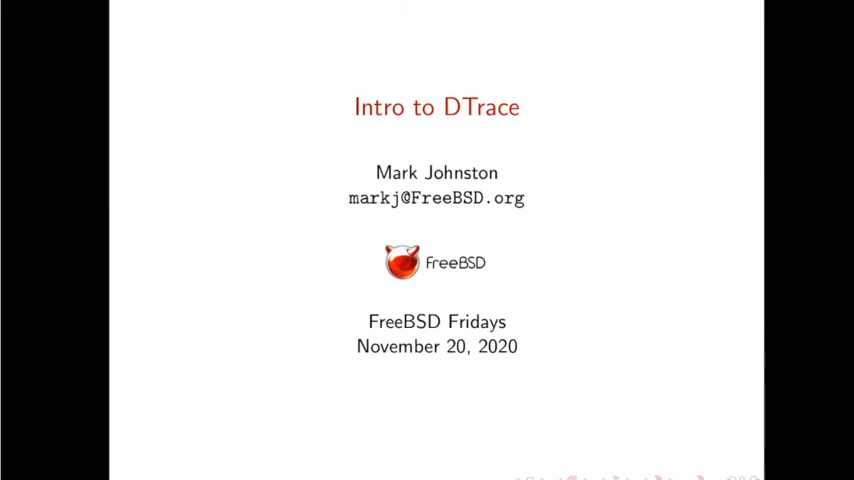 Intro to DTrace
Mark Johnston
markj@FreeBSD.org
FreeBSD
FreeBSD Fridays
November 20, 2020